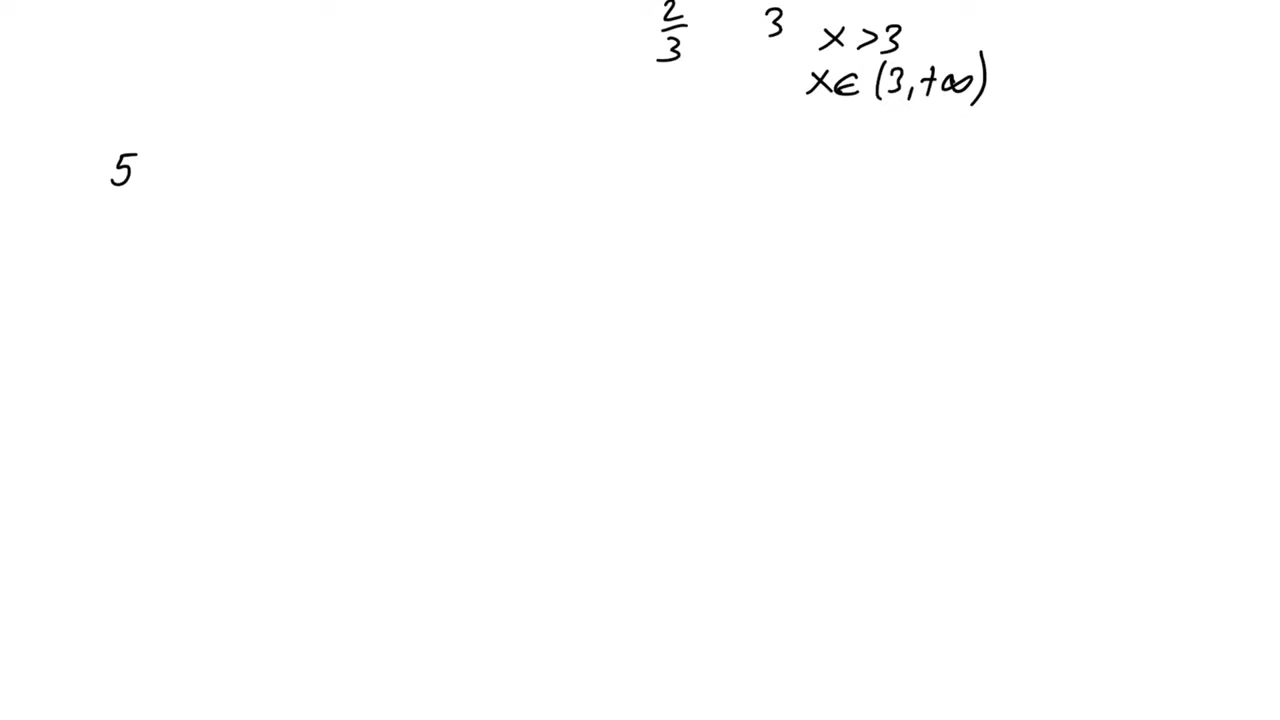 2/3 3 x > 3
x ∈ (3, +∞)
5